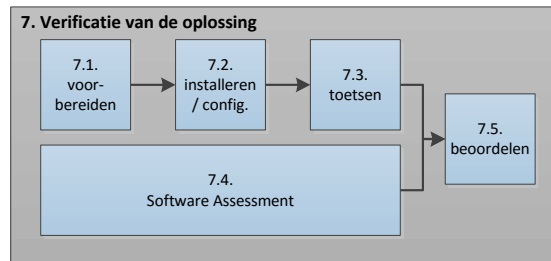 7. Verificatie van de oplossing
7.1.
voor-
bereiden
7.2.
installeren
/ config.
7.3.
toetsen
7.4.
Software Assessment
7.5.
beoordelen